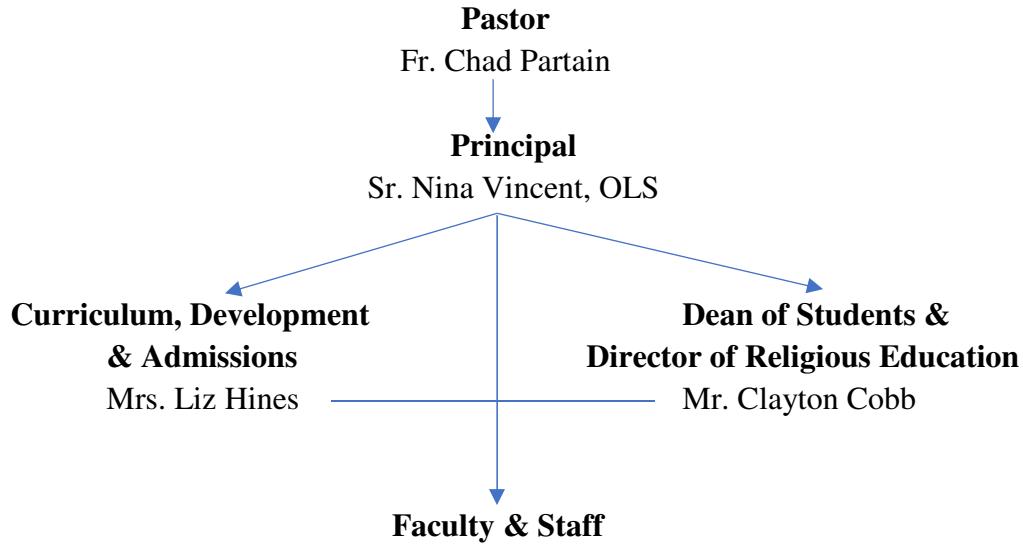 Pastor
Fr. Chad Partain
Principal
Sr. Nina Vincent, OLS
Curriculum, Development
& Admissions
Mrs. Liz Hines
Dean of Students &
Director of Religious Education
Mr. Clayton Cobb
Faculty & Staff